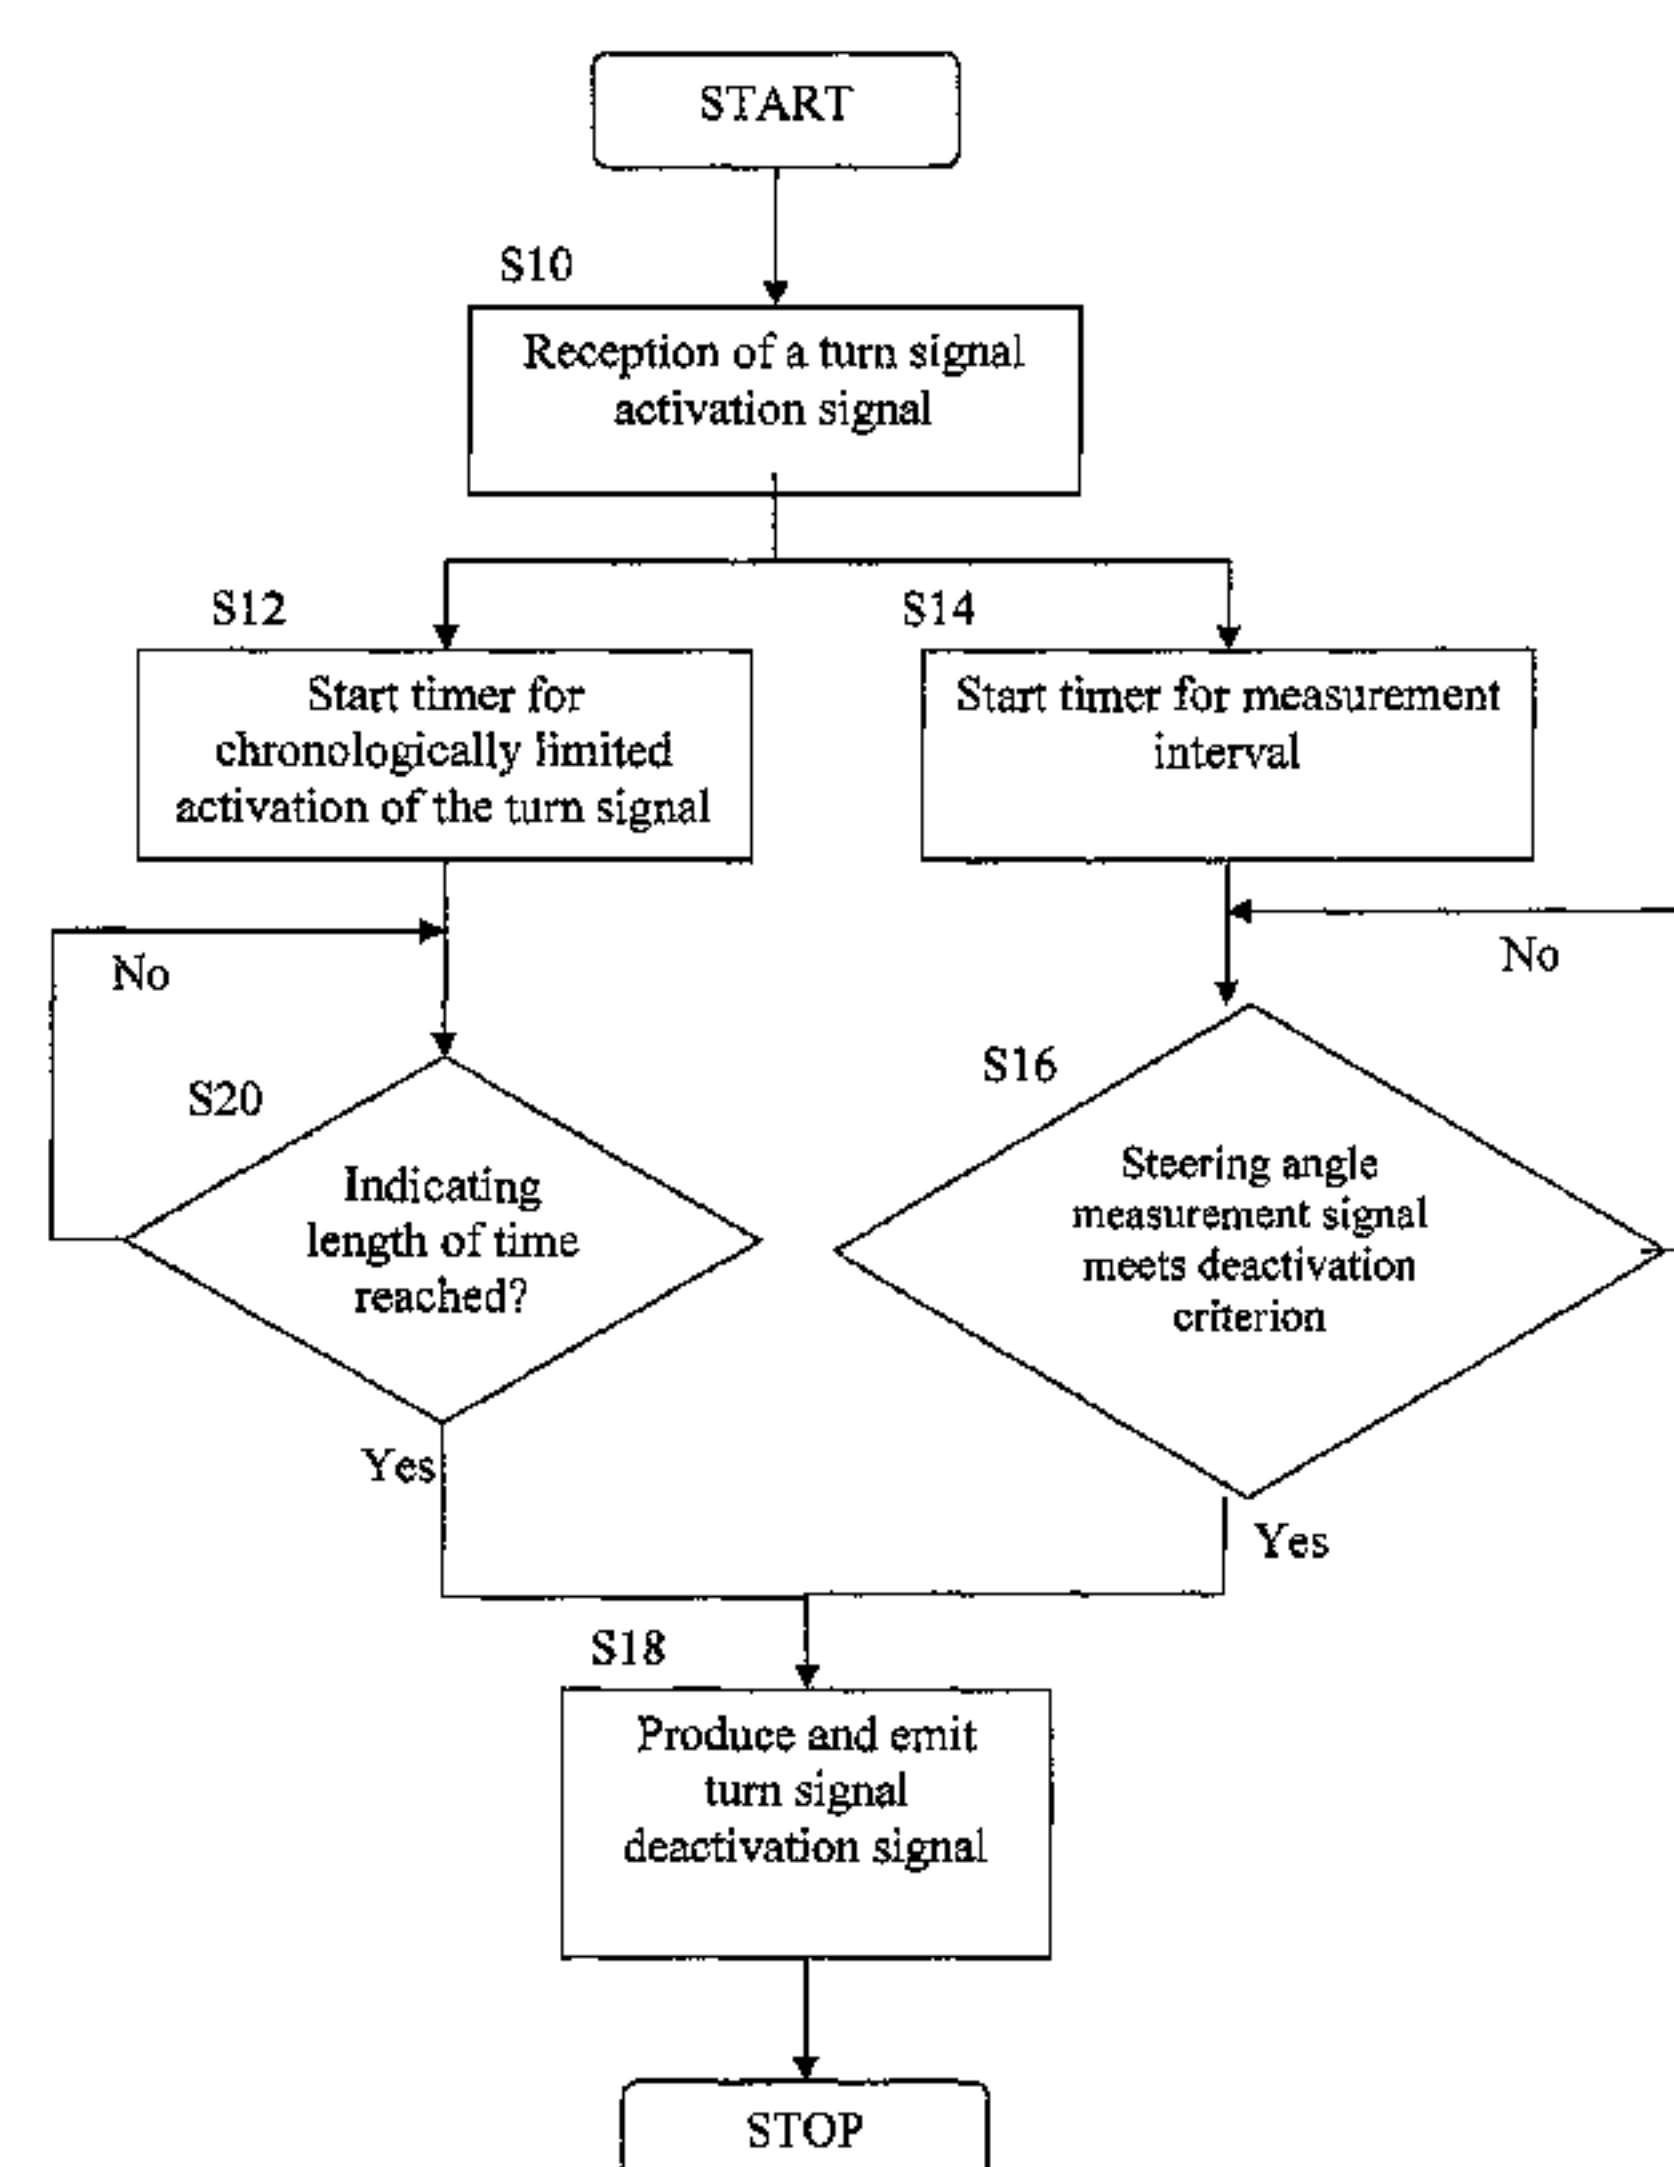 START
S10
Reception of a turn signal
activation signal
S12
Start timer for
chronologically limited
activation of the turn signal
S14
Start timer for measurement
interval
No
No
S20
Indicating
length of time
reached?
S16
Steering angle
measurement signal
meets deactivation
criterion
Yes
Yes
S18
Produce and emit
turn signal
deactivation signal
STOP